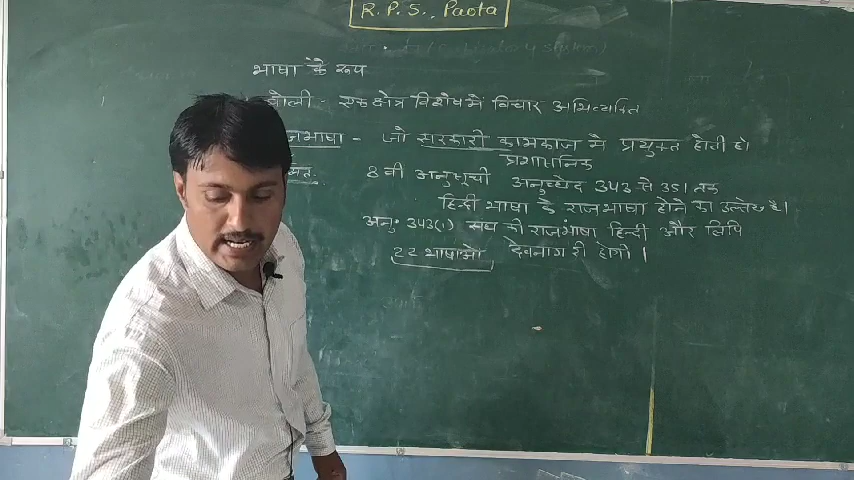 R.P.S., Paota
भाषा के रूप
बोली - एक क्षेत्र विशेष में विचार अभिव्यक्ति
जभाषा - जो सरकारी कामकाज मे प्रयुक्त होती हो
प्रशासनिक
8 वी अनुसूची अनुच्छेद 343 से 351 तक
हिन्दी भाषा के राजभाषा होने का उल्लेख है।
अनु. 343(1) संघ की राजभाषा हिन्दी और लिपि
22 भाषाओ देवनागरी होगी।